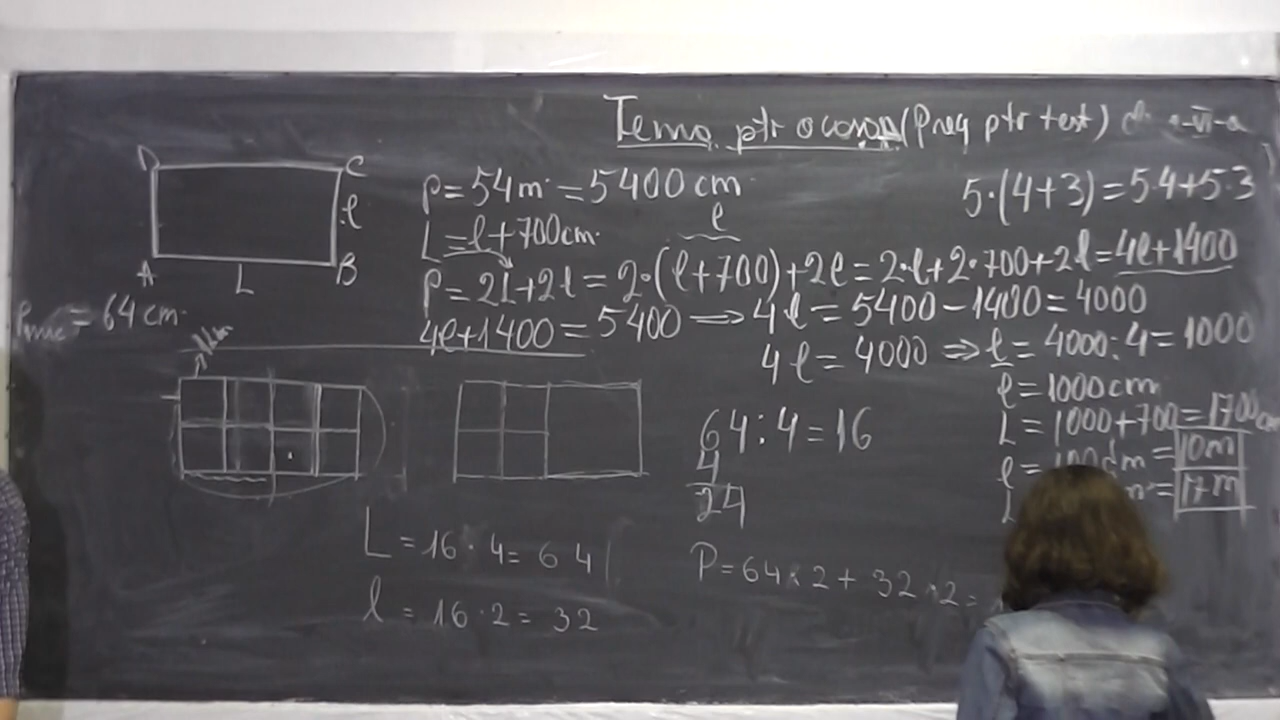 Tema ptr acasa (Preg ptr test) a-VI-a
D C
l
A B
L
P = 54 m = 5400 cm
L = l + 700 cm
l
P = 2L + 2l = 2·(l + 700) + 2l = 2·l + 2·700 + 2l = 4l + 1400
4l + 1400 = 5400 ⇒ 4l = 5400 - 1400 = 4000
4l = 4000 ⇒ l = 4000 : 4 = 1000
l = 1000 cm
L = 1000 + 700 = 1700 cm
l = 100 dm = 10 m
L = 17 m
5·(4+3) = 5·4 + 5·3
= 64 cm
64 : 4 = 16
4
24
L = 16 · 4 = 64
l = 16 · 2 = 32
P = 64 × 2 + 32 · 2 =